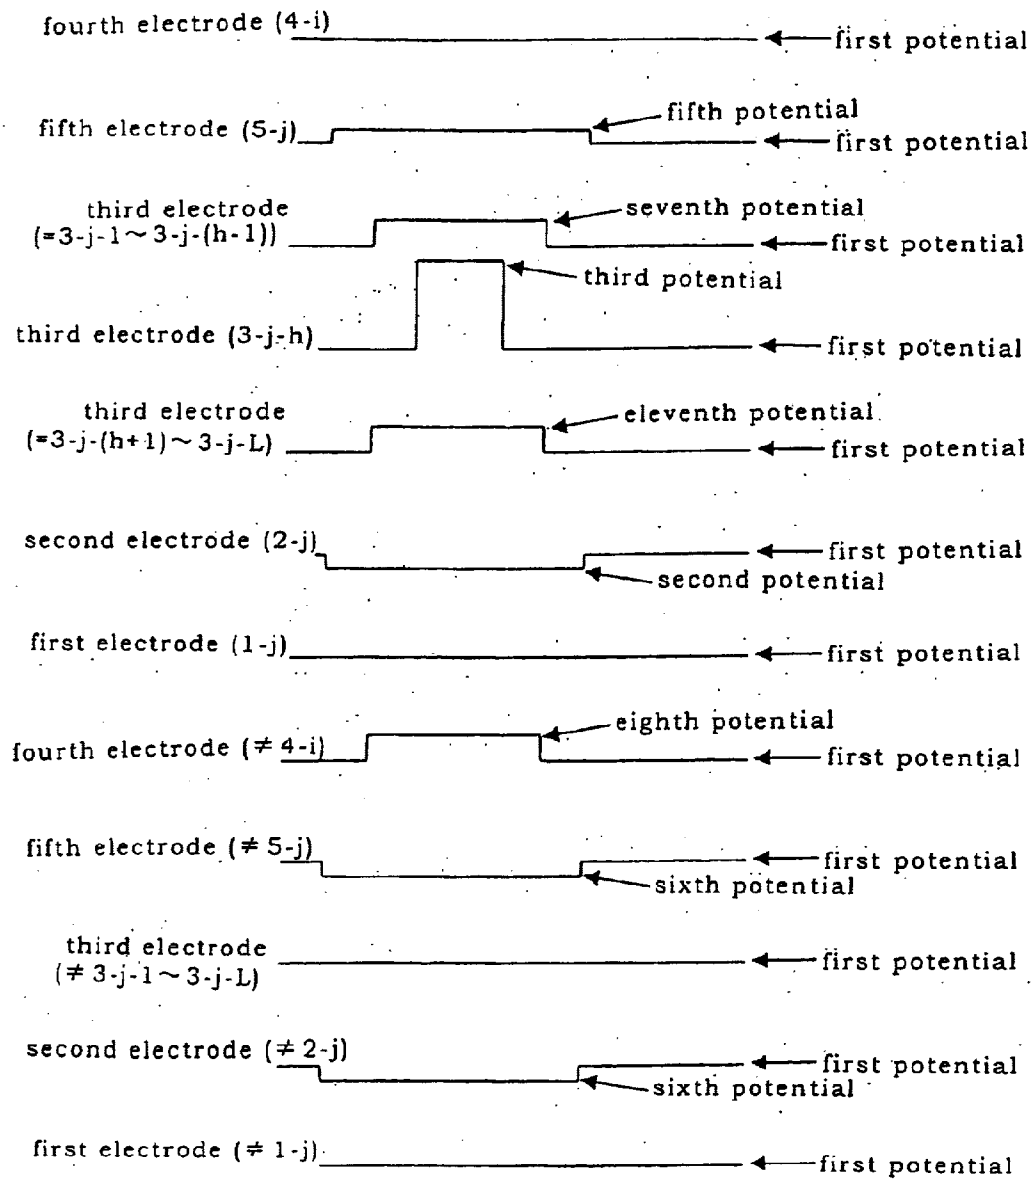 fourth electrode (4-i)
first potential
fifth potential
fifth electrode (5-j)
first potential
third electrode
(=3-j-1～3-j-(h-1))
seventh potential
first potential
third potential
third electrode (3-j-h)
first potential
third electrode
(=3-j-(h+1)～3-j-L)
eleventh potential
first potential
second electrode (2-j)
first potential
second potential
first electrode (1-j)
first potential
eighth potential
fourth electrode (≠ 4-i)
first potential
fifth electrode (≠ 5-j)
first potential
sixth potential
third electrode
(≠ 3-j-1～3-j-L)
first potential
second electrode (≠ 2-j)
first potential
sixth potential
first electrode (≠ 1-j)
first potential